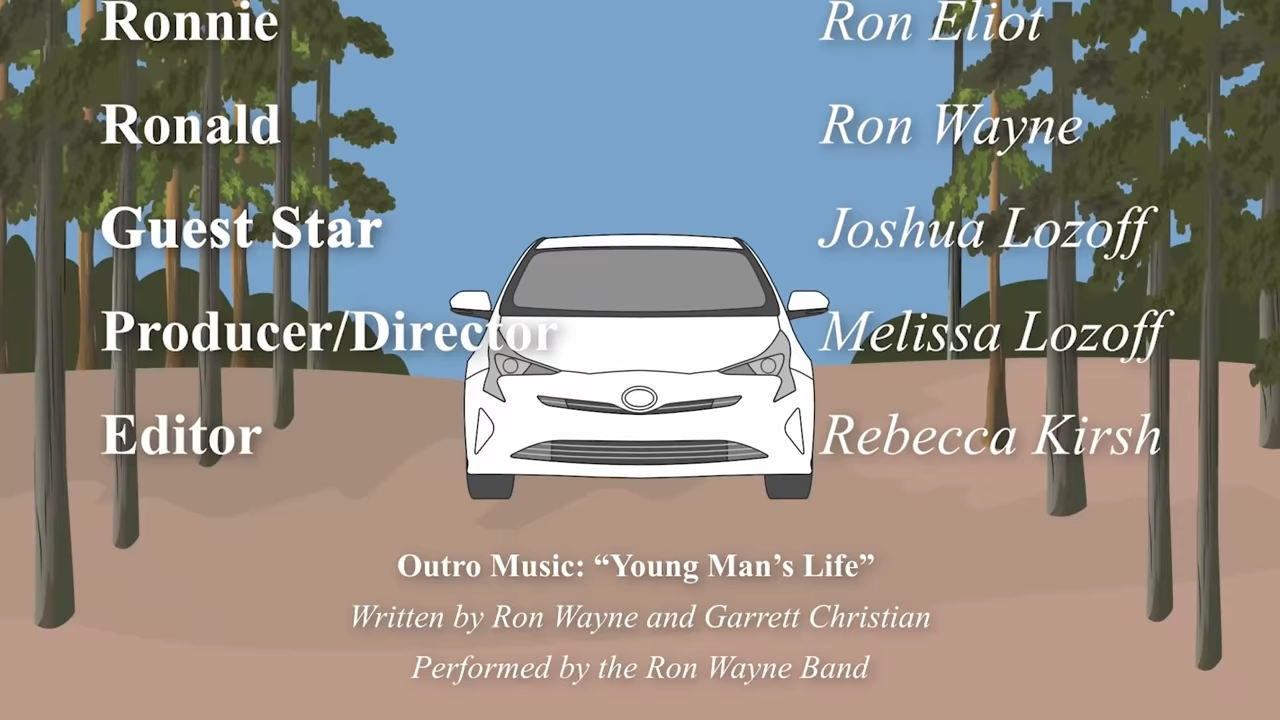 Ronnie Ron Eliot
Ronald Ron Wayne
Guest Star Joshua Lozoff
Producer/Director Melissa Lozoff
Editor Rebecca Kirsh
Outro Music: “Young Man’s Life”
Written by Ron Wayne and Garrett Christian
Performed by the Ron Wayne Band